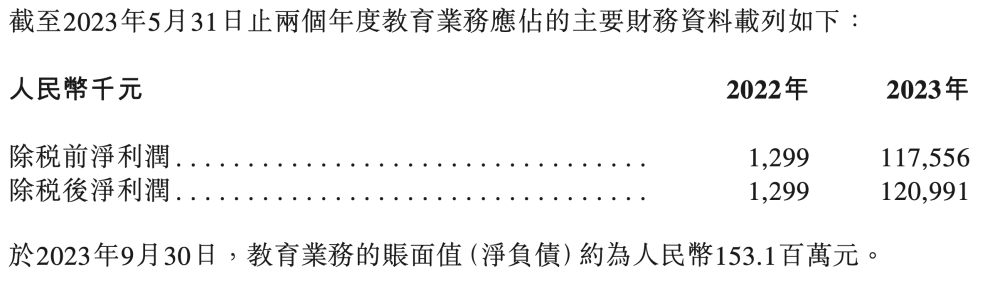 截至2023年5月31日止兩個年度教育業務應佔的主要財務資料載列如下：
人民幣千元 2022年 2023年
除税前淨利潤................................. 1,299 117,556
除税後淨利潤................................. 1,299 120,991
於2023年9月30日，教育業務的賬面值（淨負債）約為人民幣153.1百萬元。